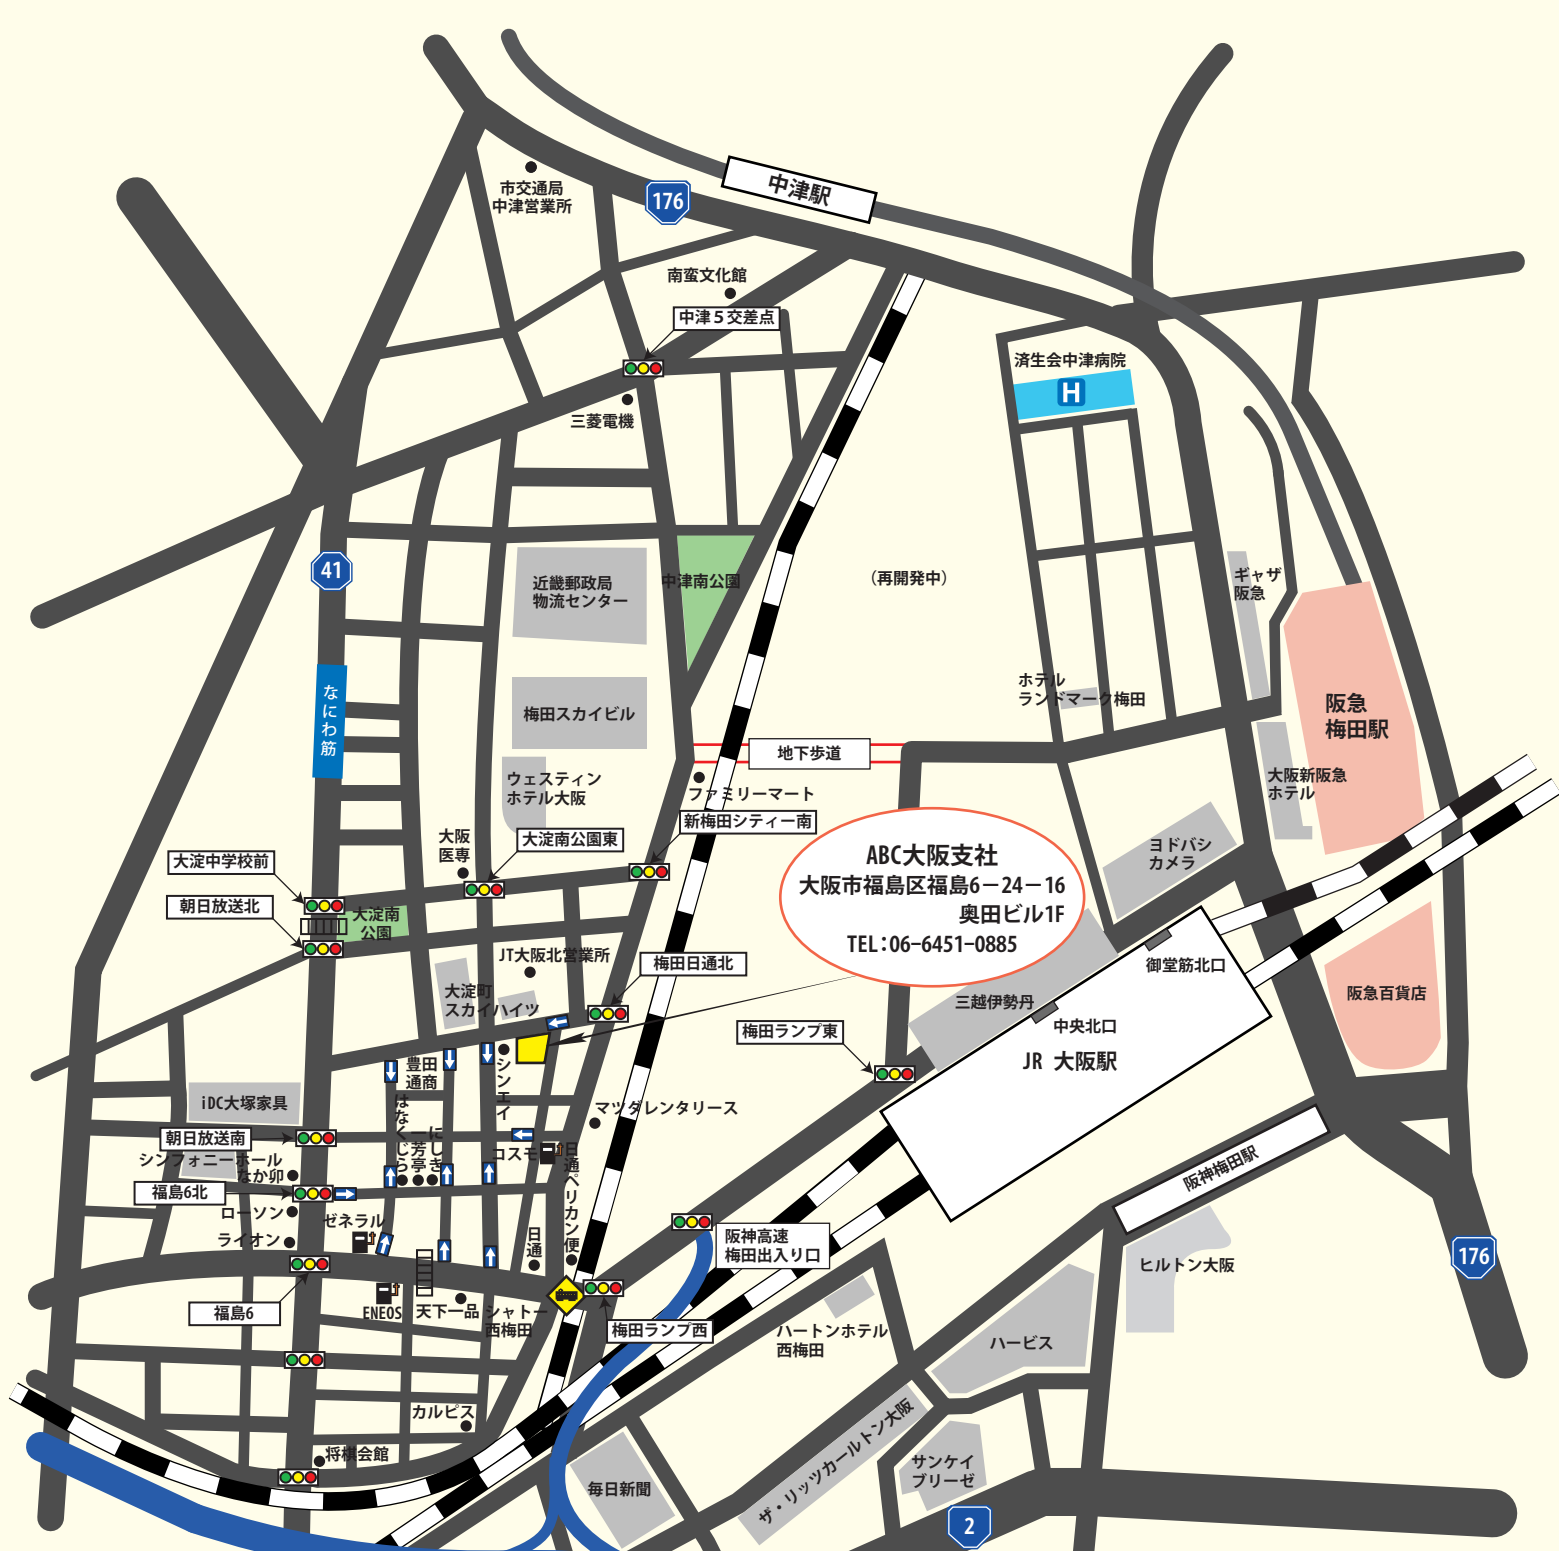 市交通局
中津営業所
176
中津駅
南蛮文化館
中津5交差点
三菱電機
済生会中津病院
H
41
近畿郵政局
物流センター
中津南公園
（再開発中）
ギャザ
阪急
なにわ筋
梅田スカイビル
ホテル
ランドマーク梅田
阪急
梅田駅
地下歩道
ウェスティン
ホテル大阪
ファミリーマート
大阪新阪急
ホテル
新梅田シティー南
大阪
医専
大淀南公園東
大淀中学校前
ヨドバシ
カメラ
ABC大阪支社
大阪市福島区福島6－24－16
奥田ビル1F
TEL：06-6451-0885
朝日放送北
大淀南
公園
JT大阪北営業所
梅田日通北
御堂筋北口
三越伊勢丹
阪急百貨店
大淀町
スカイハイツ
中央北口
梅田ランプ東
JR 大阪駅
豊田
通商
シンエイ
iDC大塚家具
はなくじら
一芳亭
にしき
マツダレンタリース
朝日放送南
コスモ
日通ペリカン便
シンフォニーホール
なか卯
福島6北
阪神梅田駅
ローソン
ゼネラル
ライオン
日通
阪神高速
梅田出入り口
176
ヒルトン大阪
福島6
ENEOS
天下一品
シャトー
西梅田
梅田ランプ西
ハートンホテル
西梅田
ハービス
カルピス
ザ・リッツカールトン大阪
将棋会館
サンケイ
ブリーゼ
毎日新聞
2